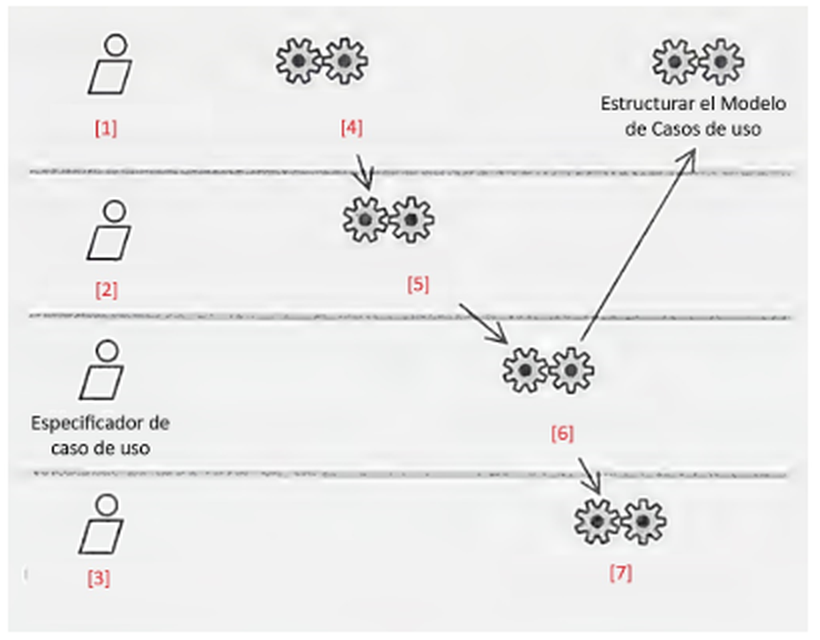 [1]
[4]
Estructurar el Modelo
de Casos de uso
[2]
[5]
Especificador de
caso de uso
[6]
[3]
[7]